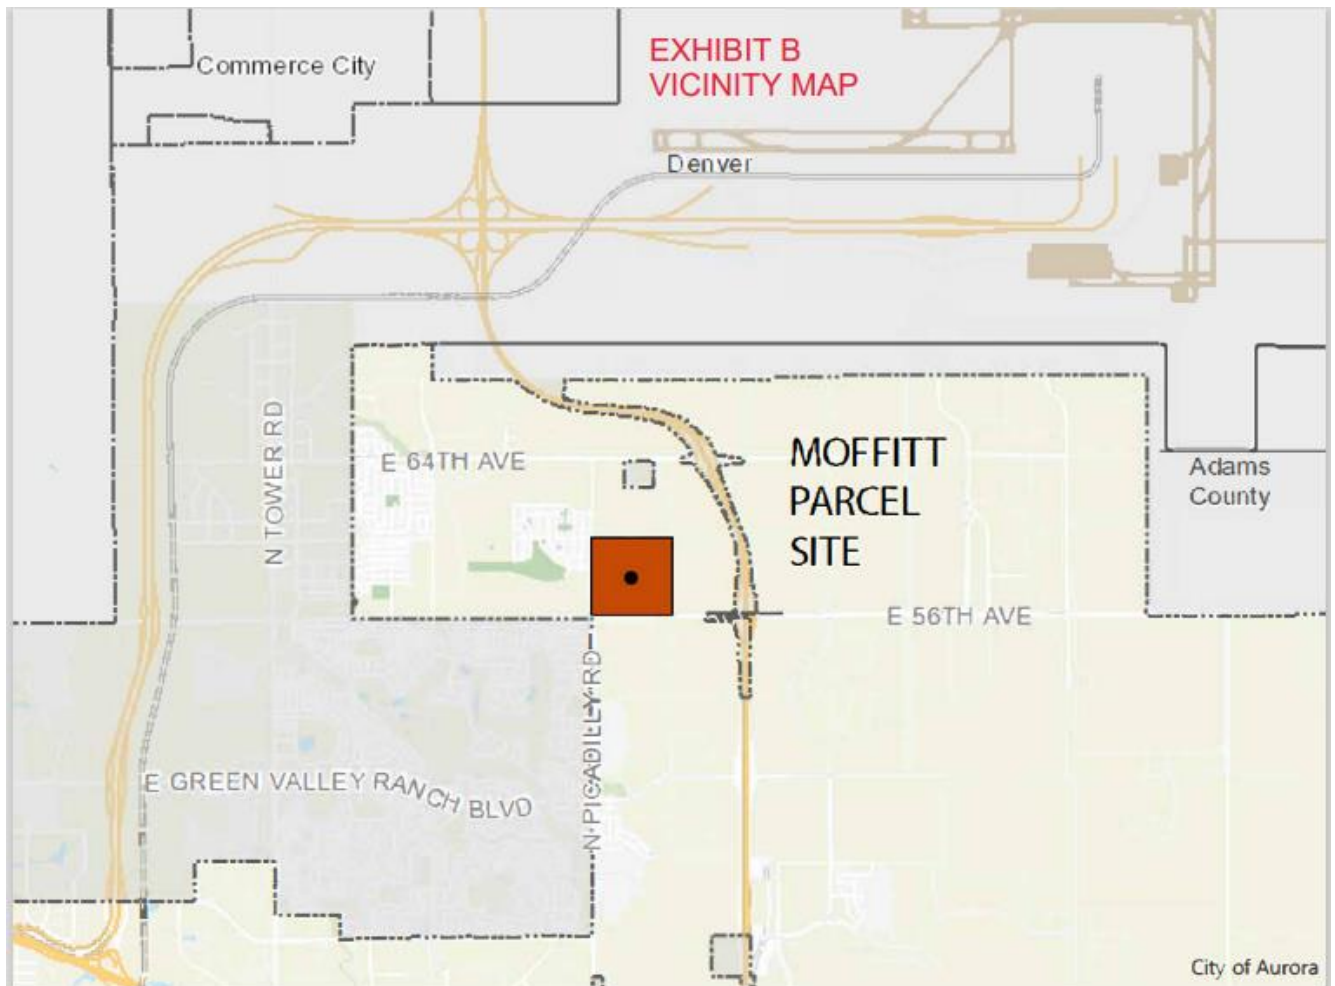 EXHIBIT B
VICINITY MAP
Commerce City
Denver
E 64TH AVE
N TOWER RD
MOFFITT
PARCEL
SITE
Adams
County
E 56TH AVE
N PICADILLY RD
E GREEN VALLEY RANCH BLVD
City of Aurora